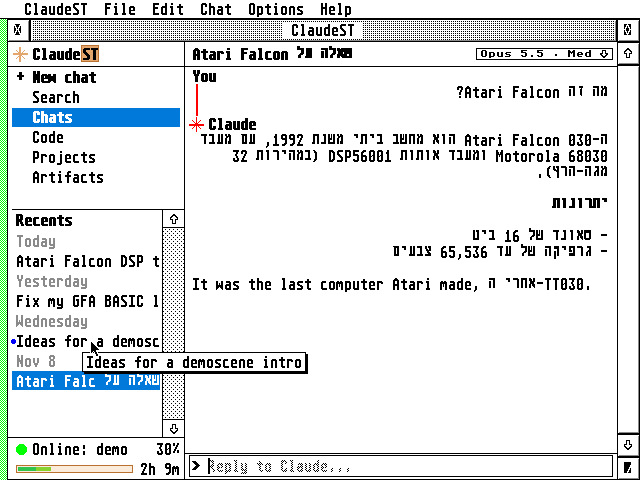 ClaudeST File Edit Chat Options Help
ClaudeST
ClaudeST
+ New chat
Search
Chats
Code
Projects
Artifacts
Recents
Today
Atari Falcon DSP t
Yesterday
Fix my GFA BASIC l
Wednesday
Ideas for a demosc
Nov 8
Ideas for a demoscene intro
שאלה על Atari Falc
Online: demo 30%
2h 9m
שאלה על Atari Falcon
Opus 5.5 · Med
You
מה זה Atari Falcon?
Claude
ה-Atari Falcon 030 הוא מחשב ביתי משנת 1992, עם מעבד
Motorola 68030 ומעבד אותות DSP56001 (במהירות 32
מגה-הרץ).
יתרונות
- סאונד של 16 ביט
- גרפיקה של עד 65,536 צבעים
It was the last computer Atari made, אחרי ה-TT030.
> Reply to Claude...